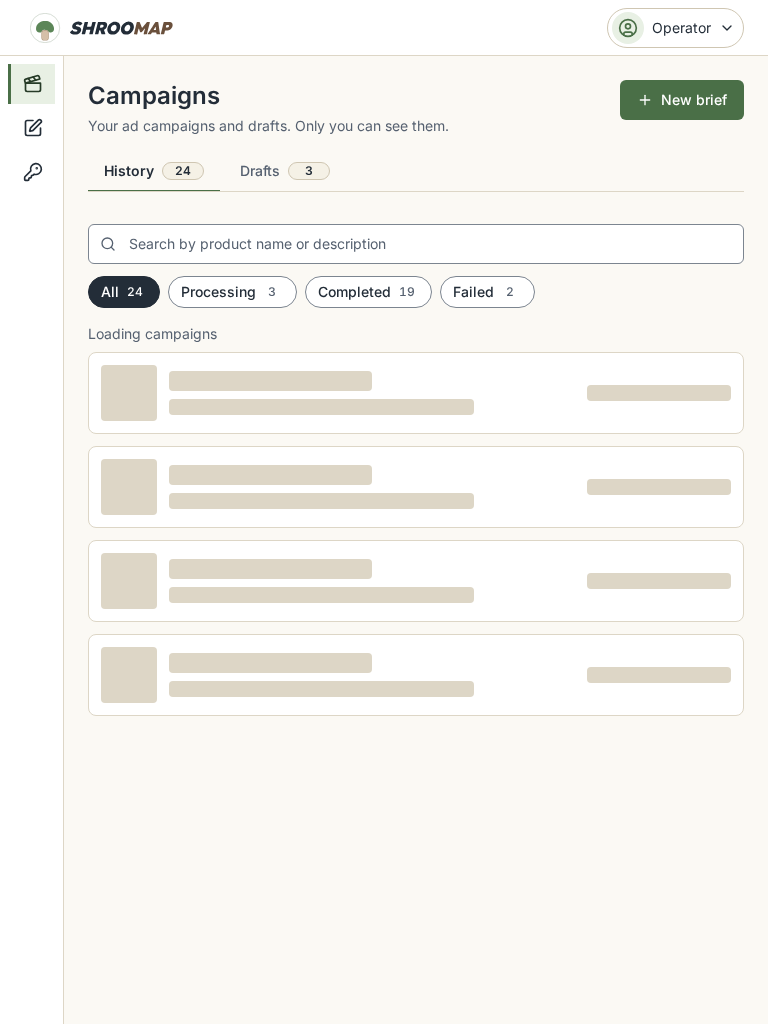 SHROOMAP
Operator
Campaigns
Your ad campaigns and drafts. Only you can see them.
New brief
History 24
Drafts 3
Search by product name or description
All 24
Processing 3
Completed 19
Failed 2
Loading campaigns